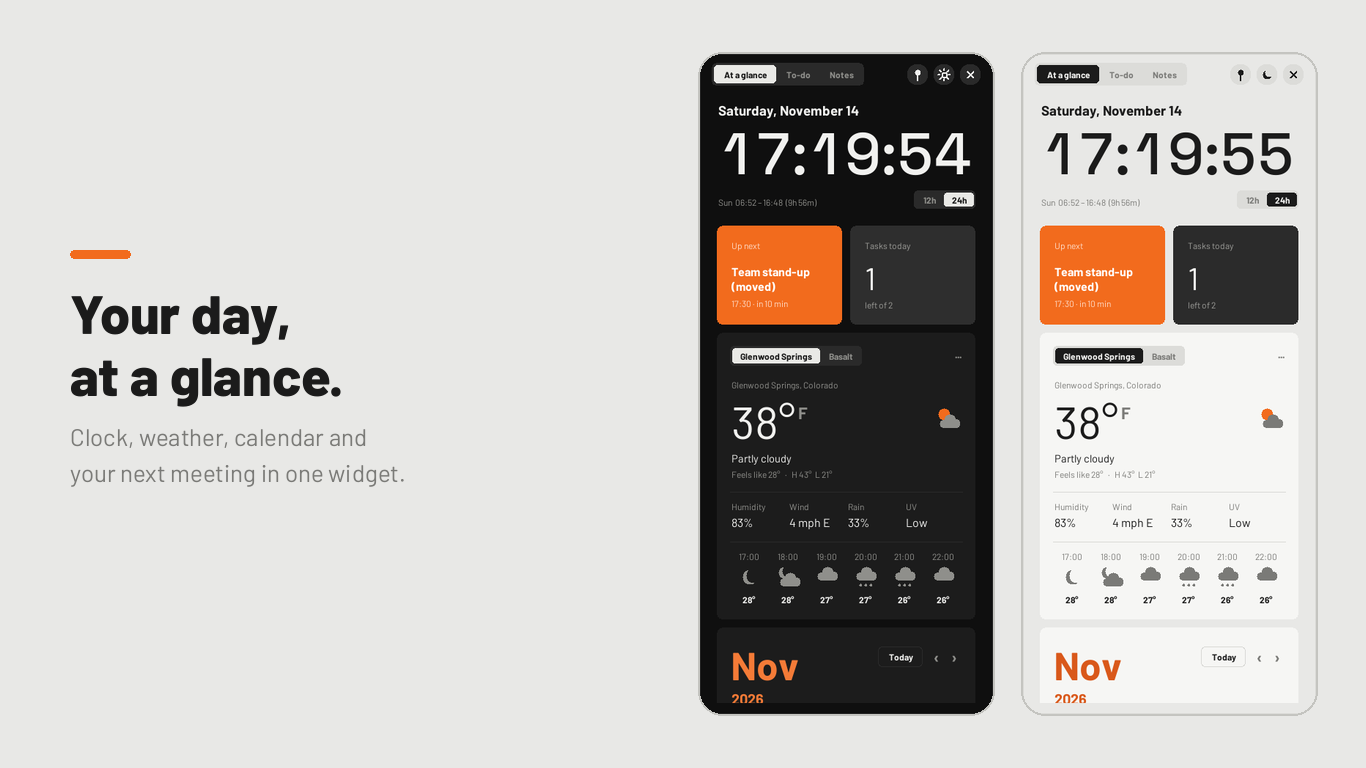 Your day,
at a glance.
Clock, weather, calendar and
your next meeting in one widget.
At a glance To-do Notes
Saturday, November 14
17:19:54
Sun 06:52–16:48 (9h 56m)
12h 24h
Up next
Team stand-up
(moved)
17:30 · in 10 min
Tasks today
1
left of 2
Glenwood Springs Basalt
Glenwood Springs, Colorado
38° F
Partly cloudy
Feels like 28° · H 43° L 21°
Humidity Wind Rain UV
83% 4 mph E 33% Low
17:00 18:00 19:00 20:00 21:00 22:00
28° 28° 27° 27° 26° 26°
Nov
Today ‹ ›
2026
At a glance To-do Notes
Saturday, November 14
17:19:55
Sun 06:52–16:48 (9h 56m)
12h 24h
Up next
Team stand-up
(moved)
17:30 · in 10 min
Tasks today
1
left of 2
Glenwood Springs Basalt
Glenwood Springs, Colorado
38° F
Partly cloudy
Feels like 28° · H 43° L 21°
Humidity Wind Rain UV
83% 4 mph E 33% Low
17:00 18:00 19:00 20:00 21:00 22:00
28° 28° 27° 27° 26° 26°
Nov
Today ‹ ›
2026